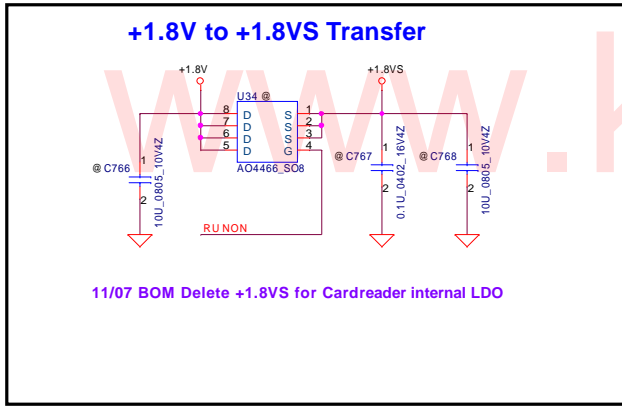 +1.8V to +1.8VS Transfer
www.k
+1.8V
+1.8VS
U34 @
8 D S 1
7 D S 2
6 D S 3
5 D G 4
AO4466_SO8
@ C766
1
2
10U_0805_10V4Z
@ C767
1
2
0.1U_0402_16V4Z
@ C768
1
2
10U_0805_10V4Z
RUNON
11/07 BOM Delete +1.8VS for Cardreader internal LDO